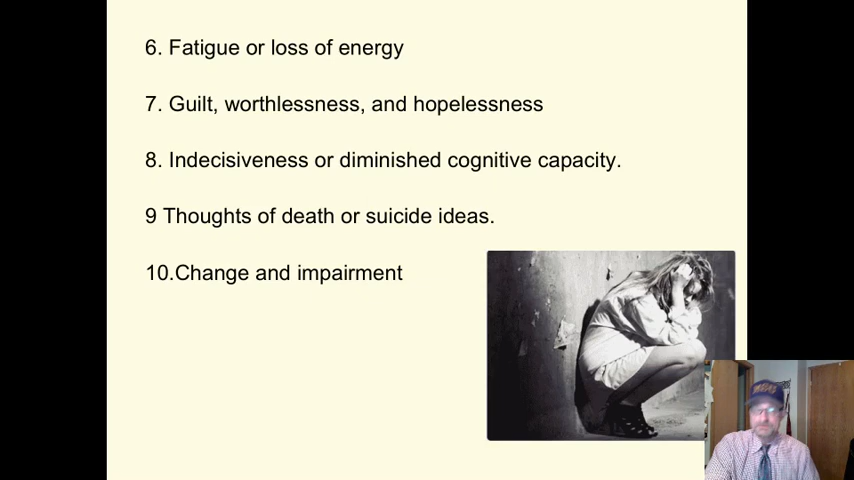 6. Fatigue or loss of energy
7. Guilt, worthlessness, and hopelessness
8. Indecisiveness or diminished cognitive capacity.
9 Thoughts of death or suicide ideas.
10.Change and impairment